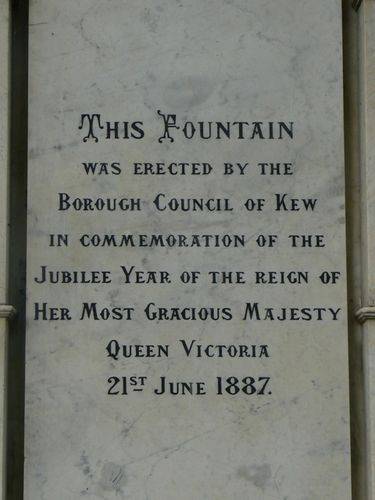 This Fountain
was erected by the
Borough Council of Kew
in commemoration of the
Jubilee Year of the reign of
Her Most Gracious Majesty
Queen Victoria
21st June 1887.